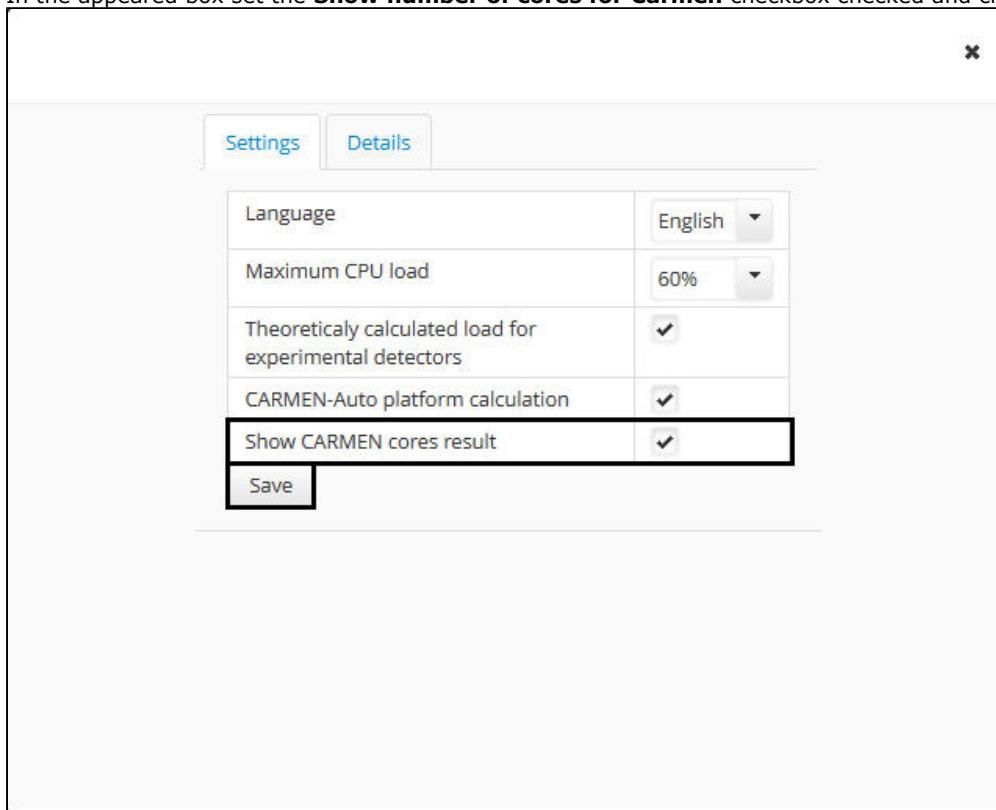 In the appeared box set the Show number of cores for Carmen checkbox checked and
Settings Details
Language English
Maximum CPU load 60%
Theoreticaly calculated load for
experimental detectors
CARMEN-Auto platform calculation
Show CARMEN cores result
Save